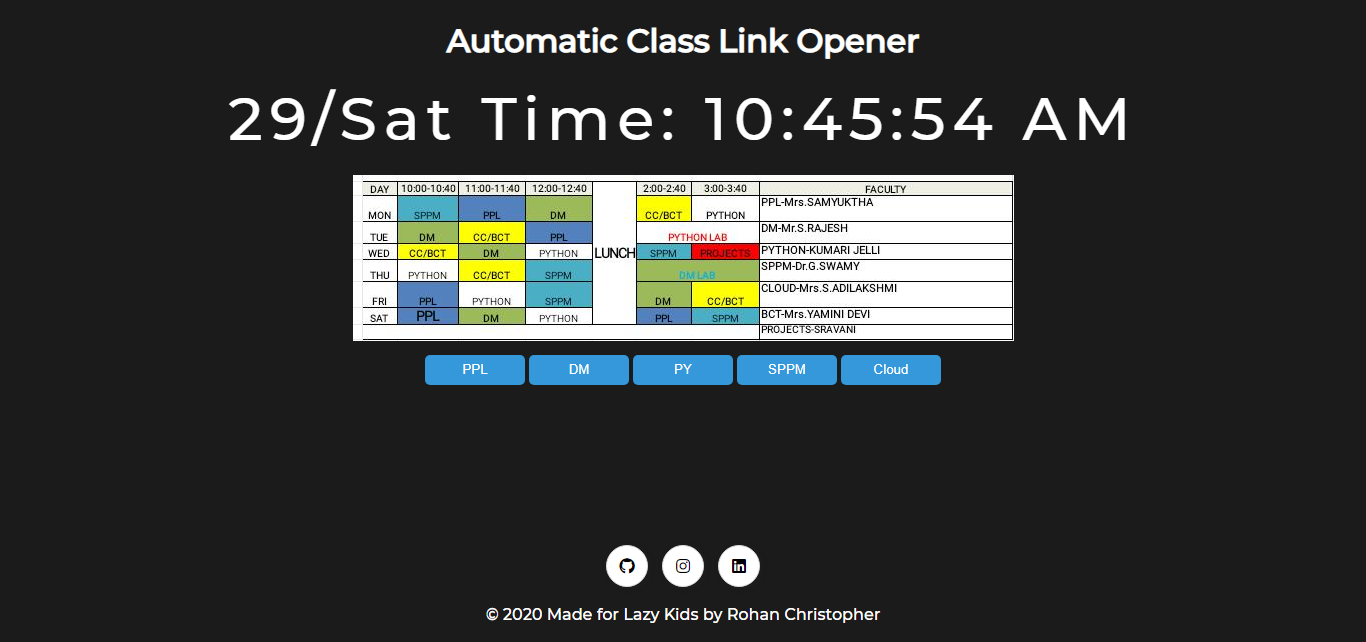 Automatic Class Link Opener
29/Sat Time: 10:45:54 AM
DAY 10:00-10:40 11:00-11:40 12:00-12:40 2:00-2:40 3:00-3:40 FACULTY
MON SPPM PPL DM CC/BCT PYTHON PPL-Mrs.SAMYUKTHA
TUE DM CC/BCT PPL PYTHON LAB DM-Mr.S.RAJESH
WED CC/BCT DM PYTHON LUNCH SPPM PROJECTS PYTHON-KUMARI JELLI
THU PYTHON CC/BCT SPPM DM LAB SPPM-Dr.G.SWAMY
FRI PPL PYTHON SPPM DM CC/BCT CLOUD-Mrs.S.ADILAKSHMI
SAT PPL DM PYTHON PPL SPPM BCT-Mrs.YAMINI DEVI
PROJECTS-SRAVANI
PPL DM PY SPPM Cloud
© 2020 Made for Lazy Kids by Rohan Christopher